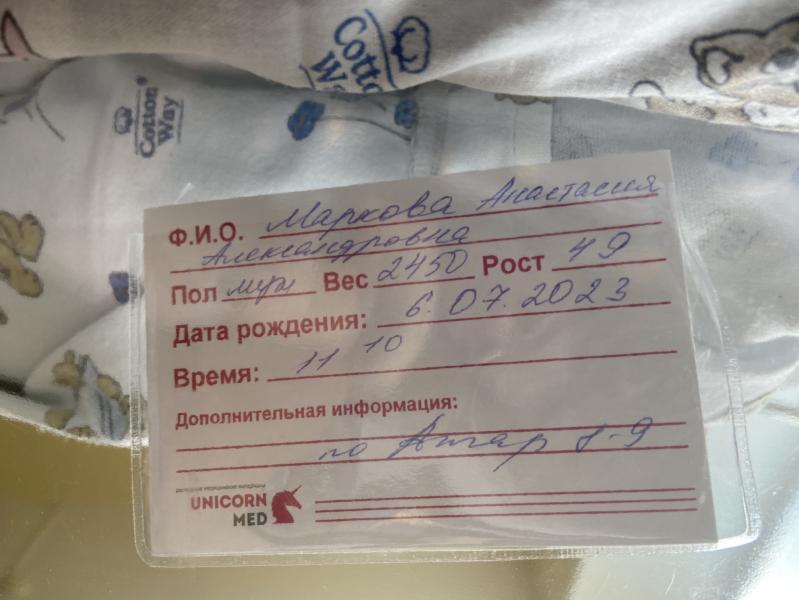 Cotton
Way
Cotton
Way
Ф.И.О. Маркова Анастасия
Александровна
Пол муж Вес 2450 Рост 49
Дата рождения: 6.07.2023
Время: 11 10
Дополнительная информация:
по Апгар 8-9
UNICORN
MED